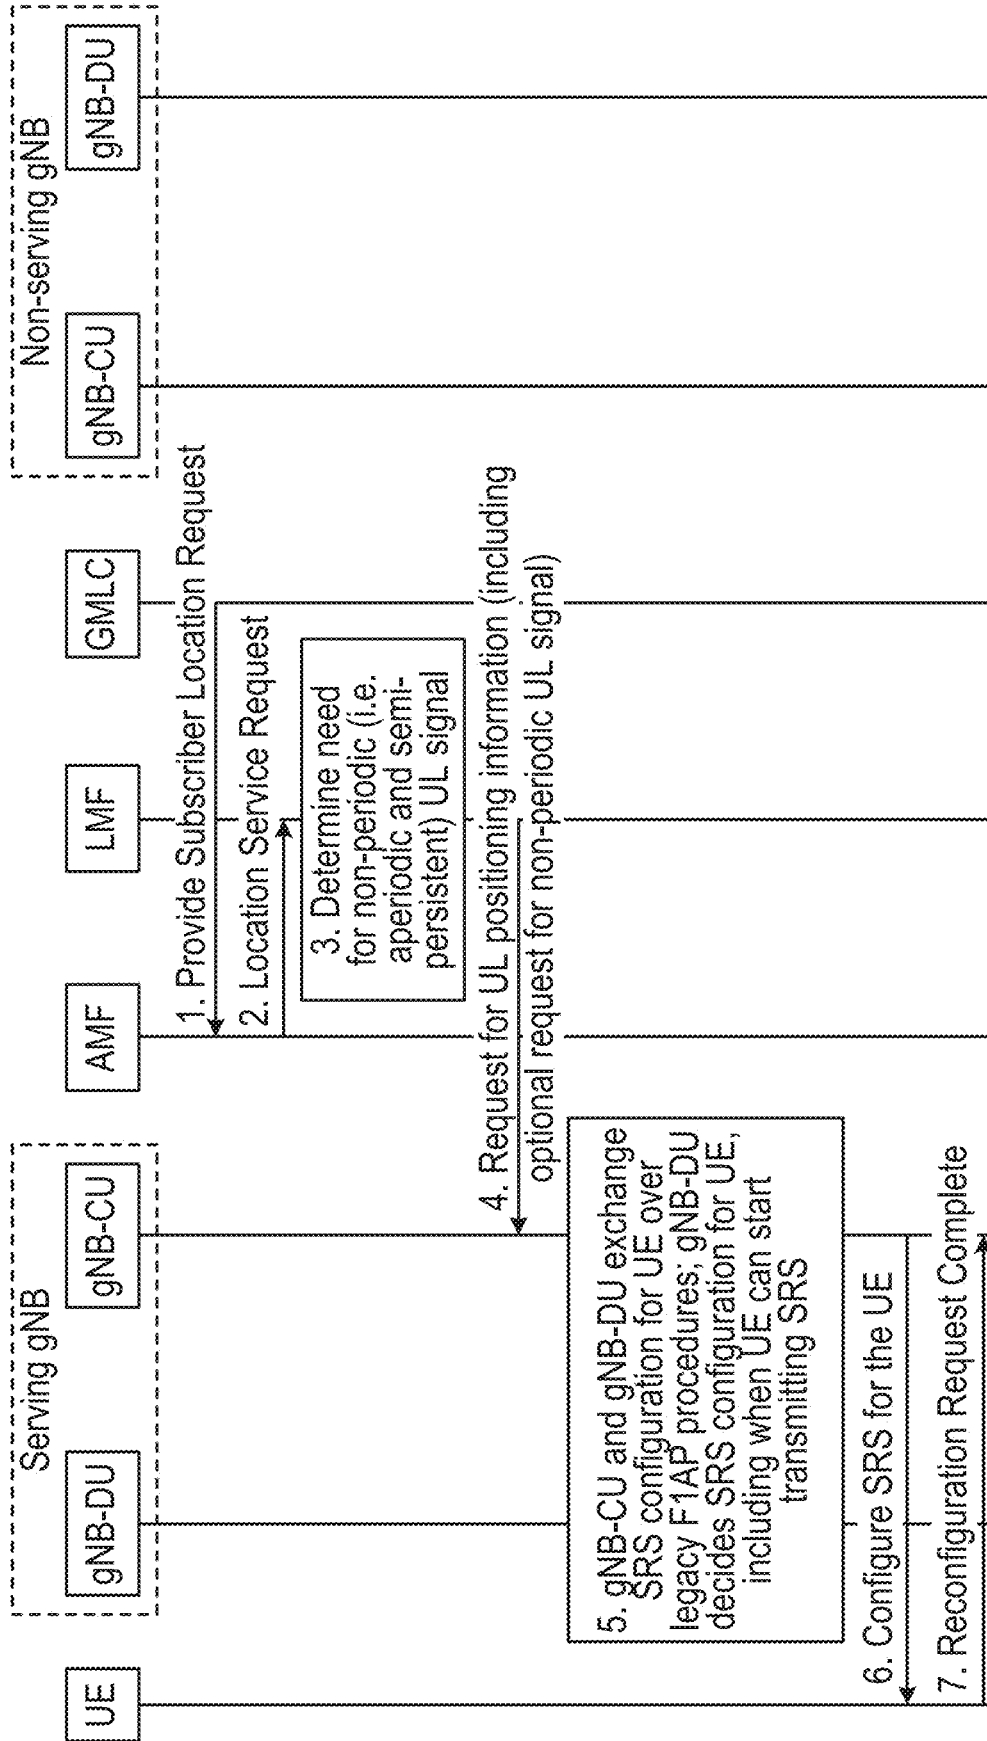 Serving gNB
Non-serving gNB
UE
gNB-DU
gNB-CU
AMF
LMF
GMLC
gNB-CU
gNB-DU
1. Provide Subscriber Location Request
2. Location Service Request
3. Determine need
for non-periodic (i.e.
aperiodic and semi-
persistent) UL signal
4. Request for UL positioning information (including
optional request for non-periodic UL signal)
5. gNB-CU and gNB-DU exchange
SRS configuration for UE over
legacy F1AP procedures; gNB-DU
decides SRS configuration for UE,
including when UE can start
transmitting SRS
6. Configure SRS for the UE
7. Reconfiguration Request Complete